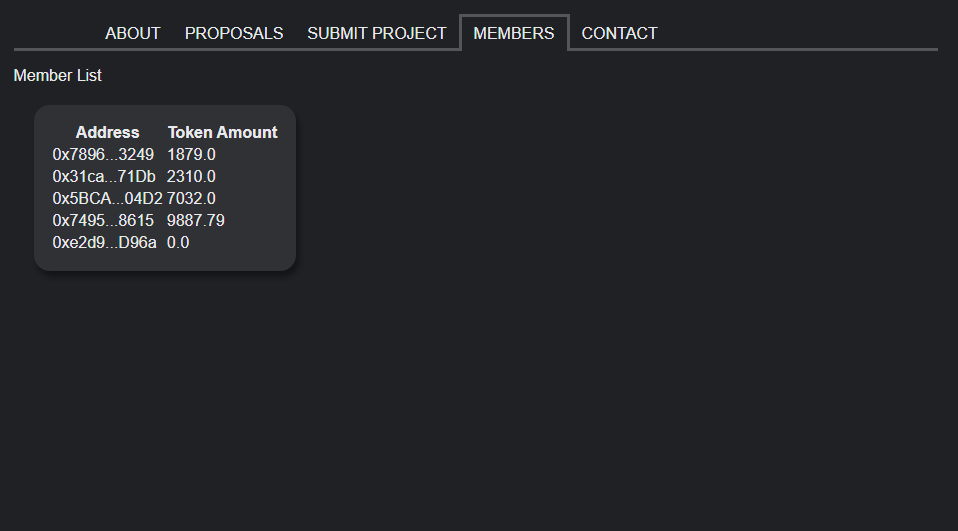 ABOUT PROPOSALS SUBMIT PROJECT MEMBERS CONTACT
Member List
Address Token Amount
0x7896...3249 1879.0
0x31ca...71Db 2310.0
0x5BCA...04D2 7032.0
0x7495...8615 9887.79
0xe2d9...D96a 0.0